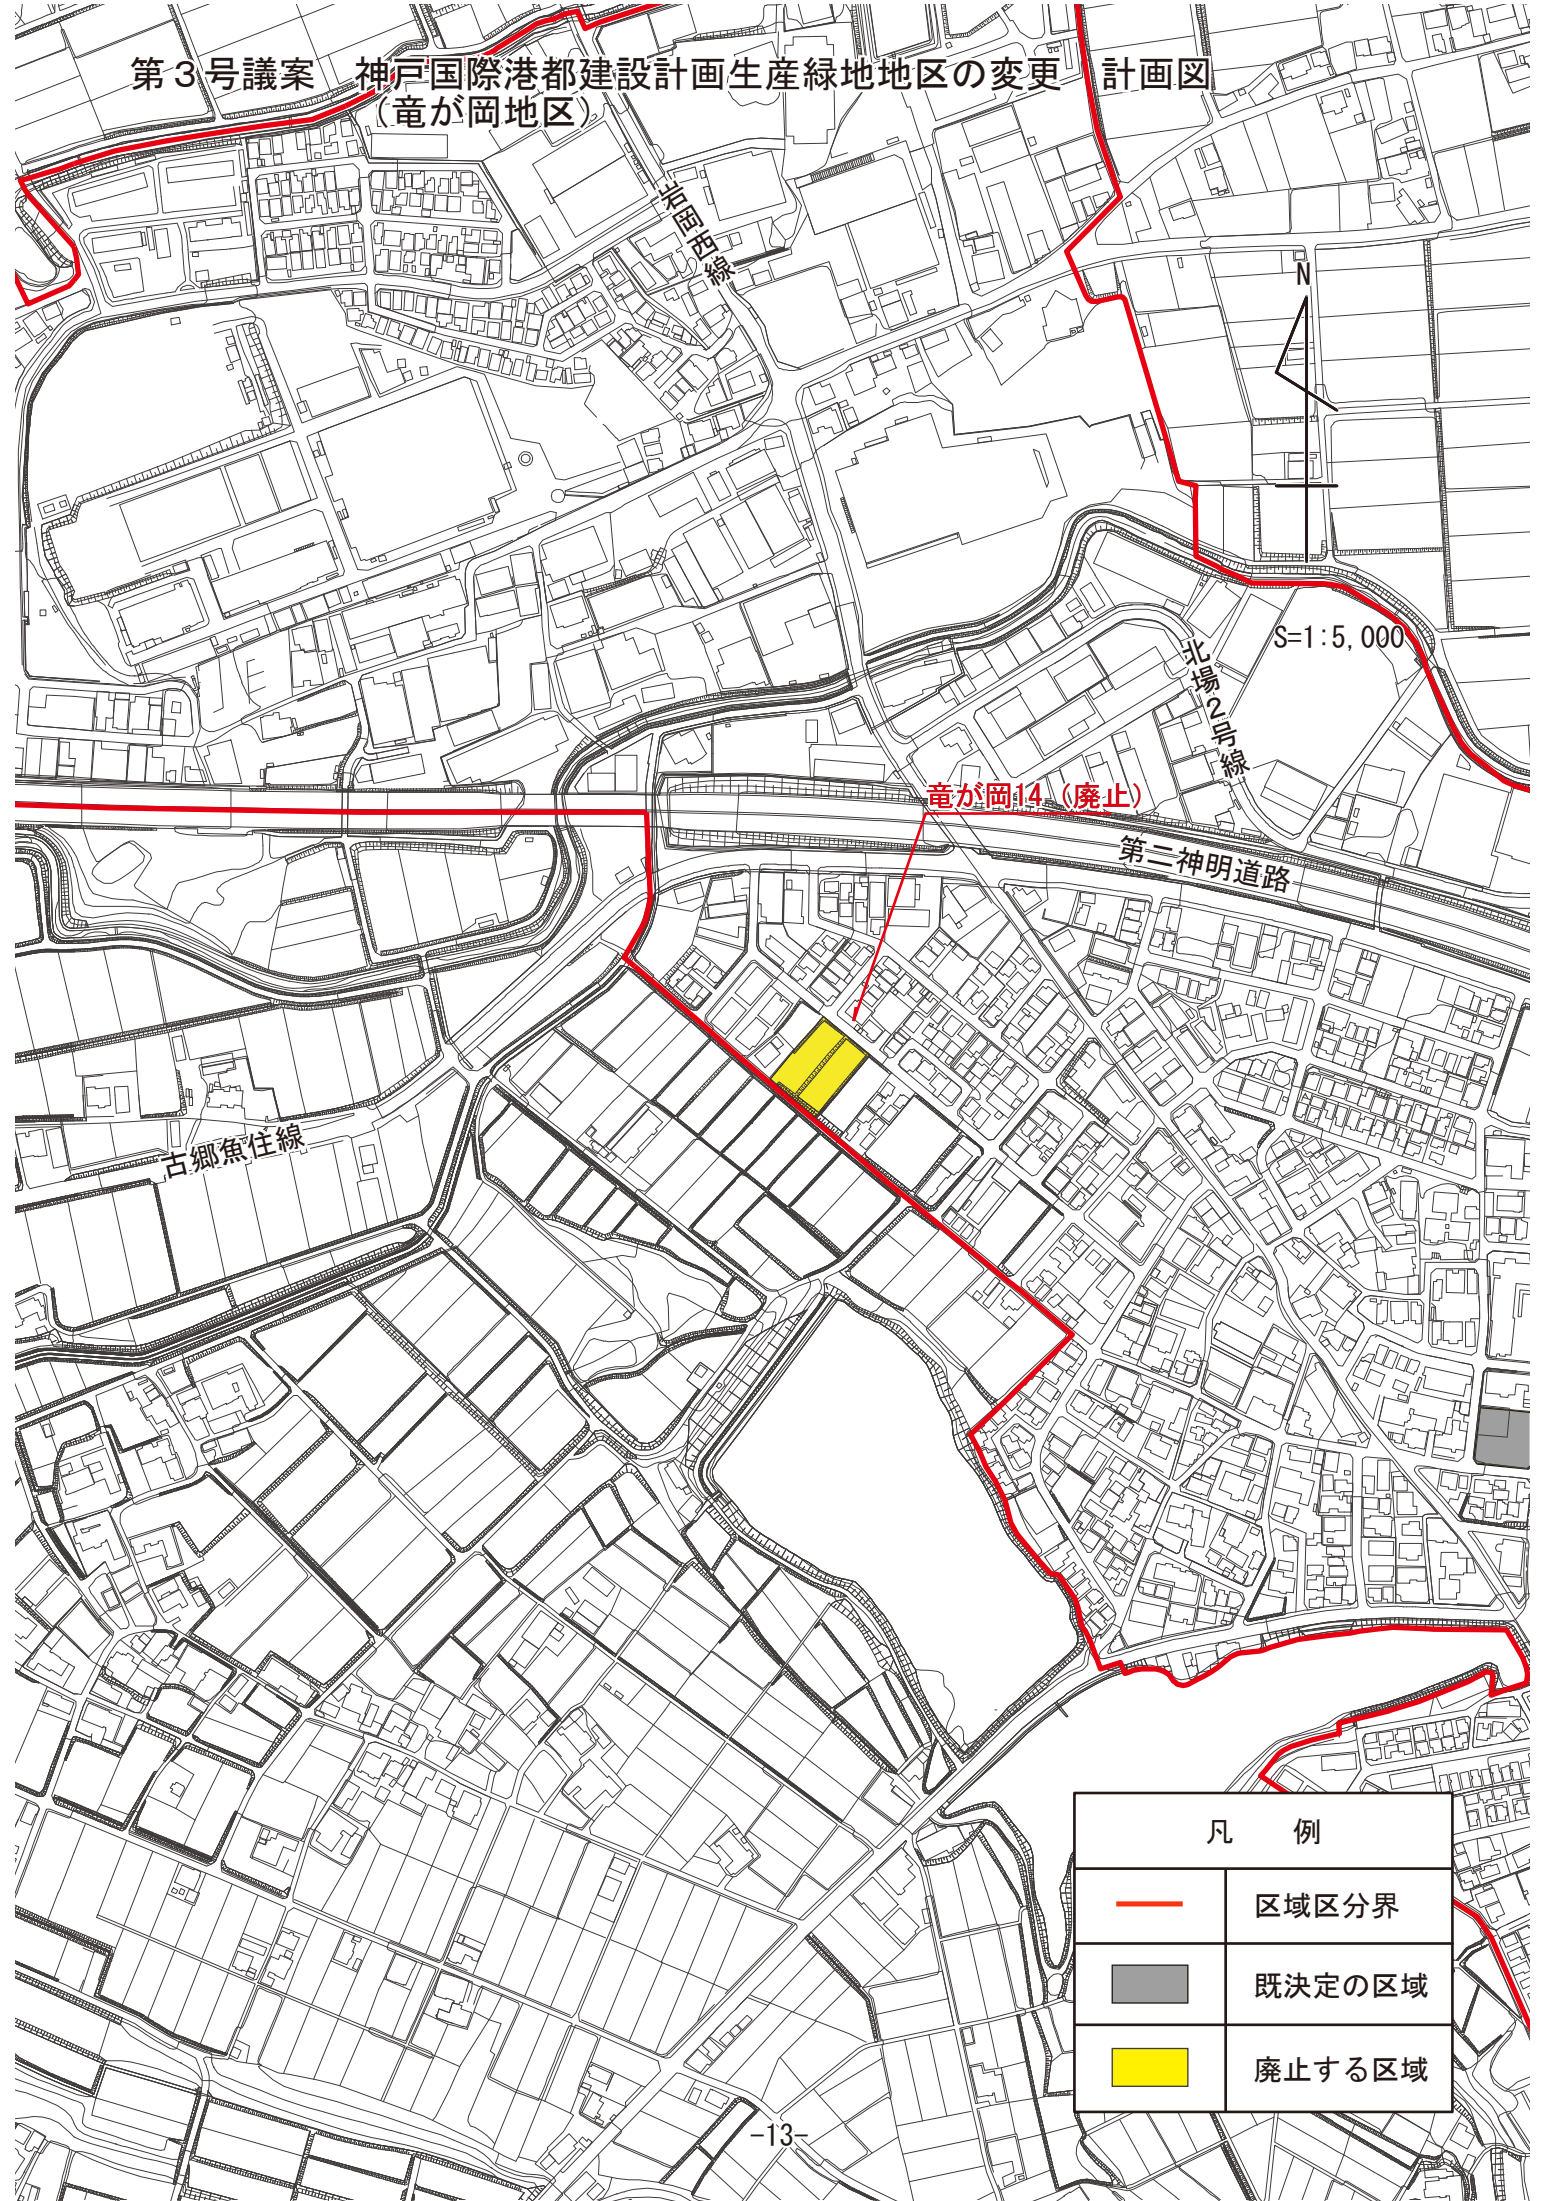 第３号議案　神戸国際港都建設計画生産緑地地区の変更　計画図
（竜が岡地区）
岩岡西線
N
S=1:5,000
北場2号線
竜が岡14（廃止）
第二神明道路
古郷魚住線
凡　例
区域区分界
既決定の区域
廃止する区域
-13-